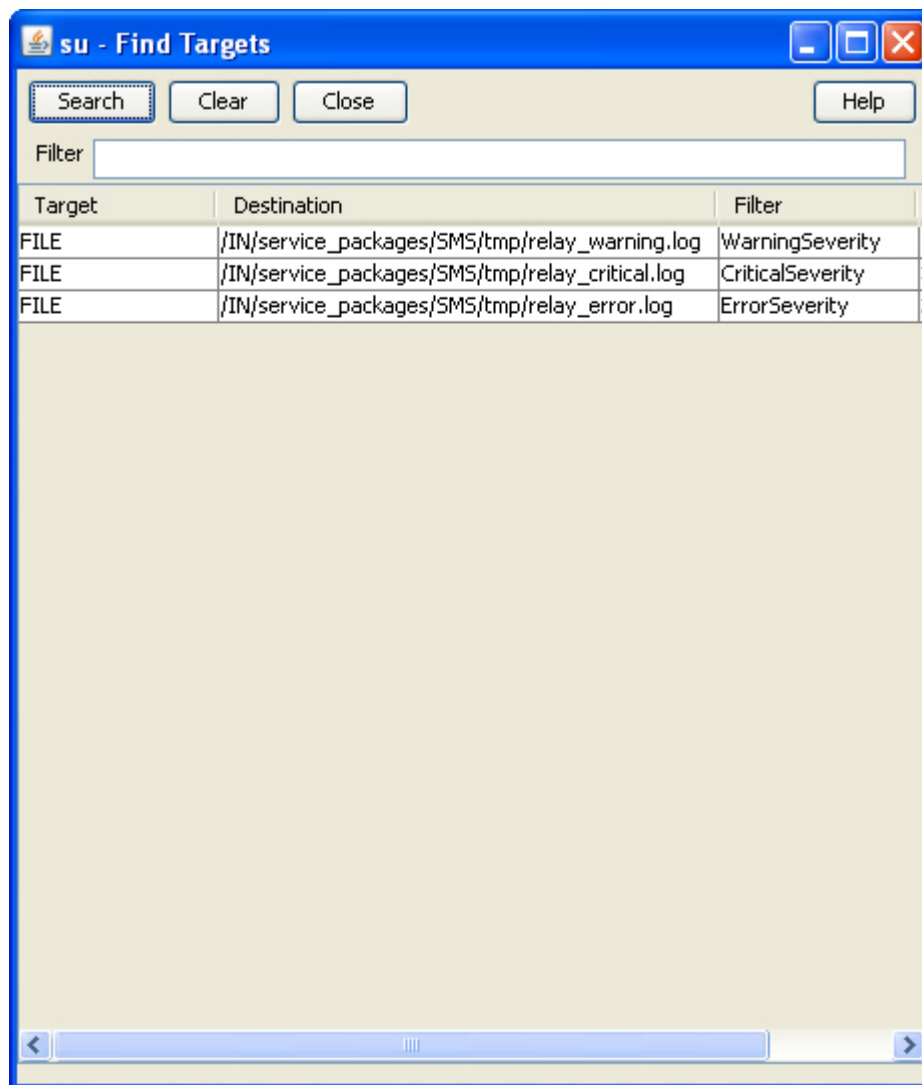 su - Find Targets
Search Clear Close Help
Filter
Target Destination Filter
FILE /IN/service_packages/SMS/tmp/relay_warning.log WarningSeverity
FILE /IN/service_packages/SMS/tmp/relay_critical.log CriticalSeverity
FILE /IN/service_packages/SMS/tmp/relay_error.log ErrorSeverity